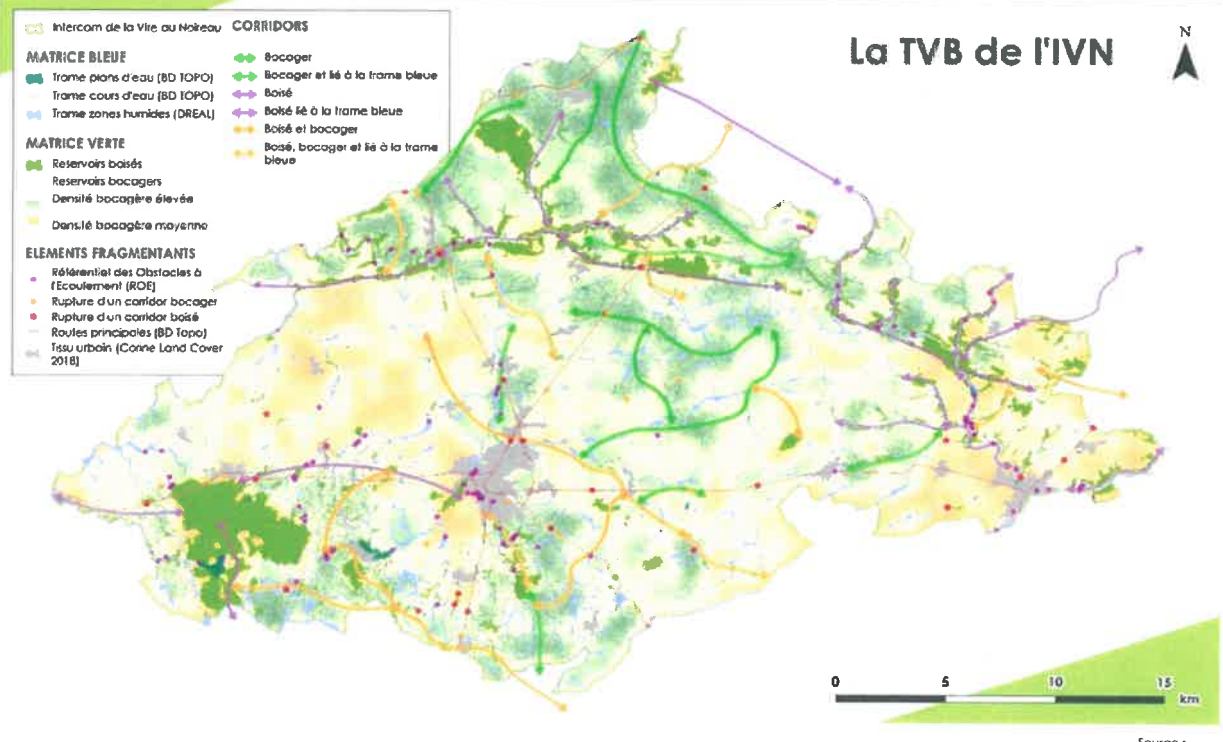 La TVB de l'IVN
N
Intercom de la Vire au Noireau
MATRICE BLEUE
Trame plans d'eau (BD TOPO)
Trame cours d'eau (BD TOPO)
Trame zones humides (DREAL)
MATRICE VERTE
Reservoirs boisés
Reservoirs bocagers
Densité bocagère élevée
Densité bocagère moyenne
ELEMENTS FRAGMENTANTS
Référentiel des Obstacles à
l'Ecoulement (ROE)
Rupture d'un corridor bocager
Rupture d'un corridor boisé
Routes principales (BD Topo)
Tissu urbain (Corine Land Cover
2018)
CORRIDORS
Bocager
Bocager et lié à la trame bleue
Boisé
Boisé lié à la trame bleue
Boisé et bocager
Boisé, bocager et lié à la trame
bleue
0 5 10 15
km